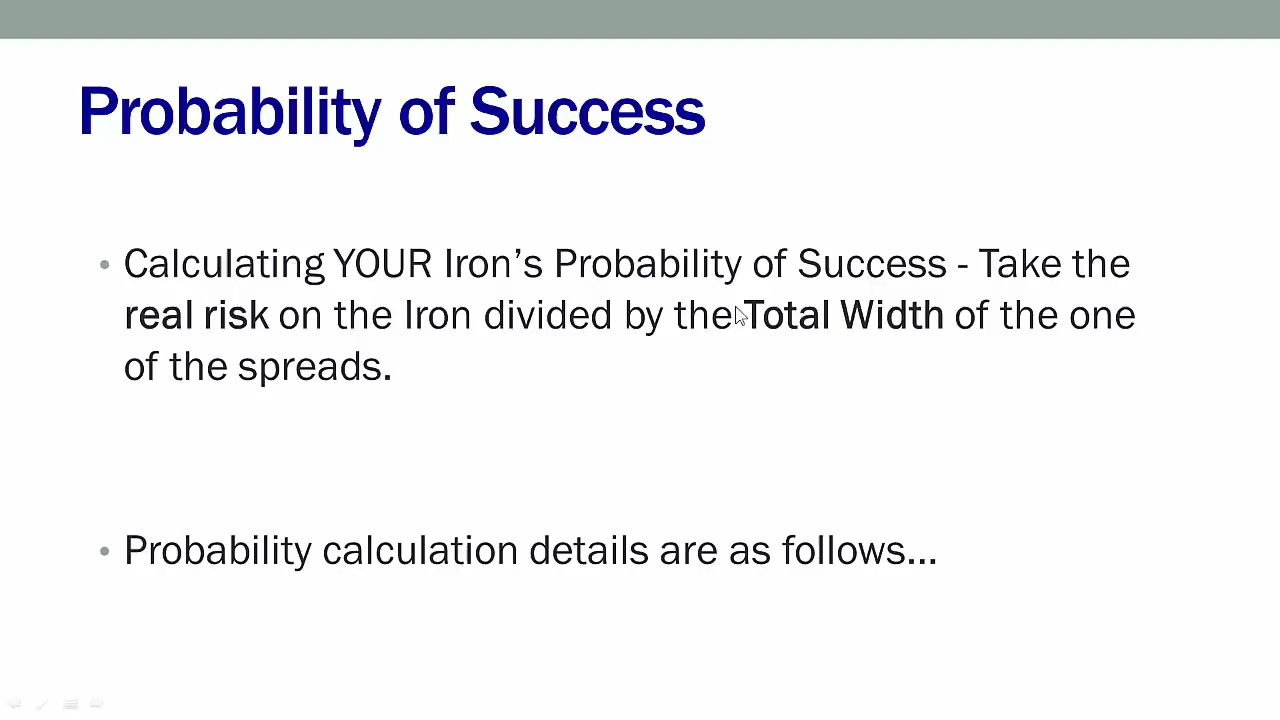 Probability of Success
• Calculating YOUR Iron’s Probability of Success - Take the
real risk on the Iron divided by the Total Width of the one
of the spreads.
• Probability calculation details are as follows...